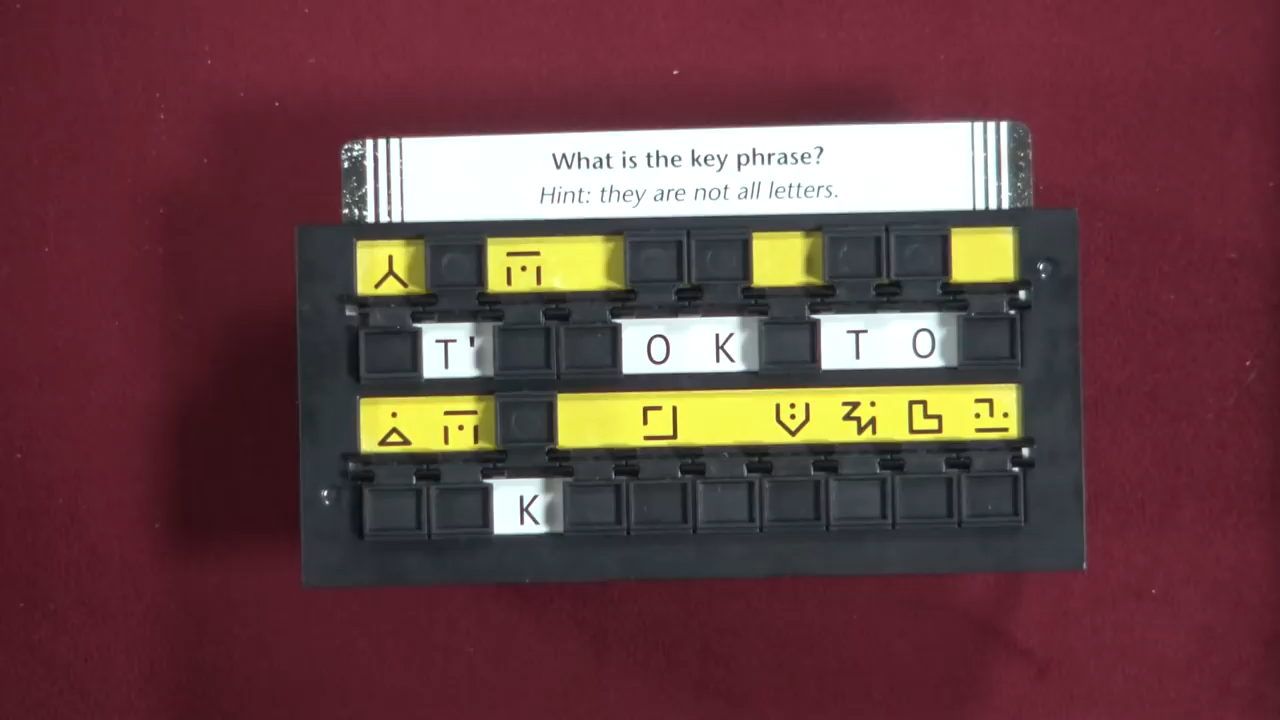 What is the key phrase?
Hint: they are not all letters.
T' OK TO
K